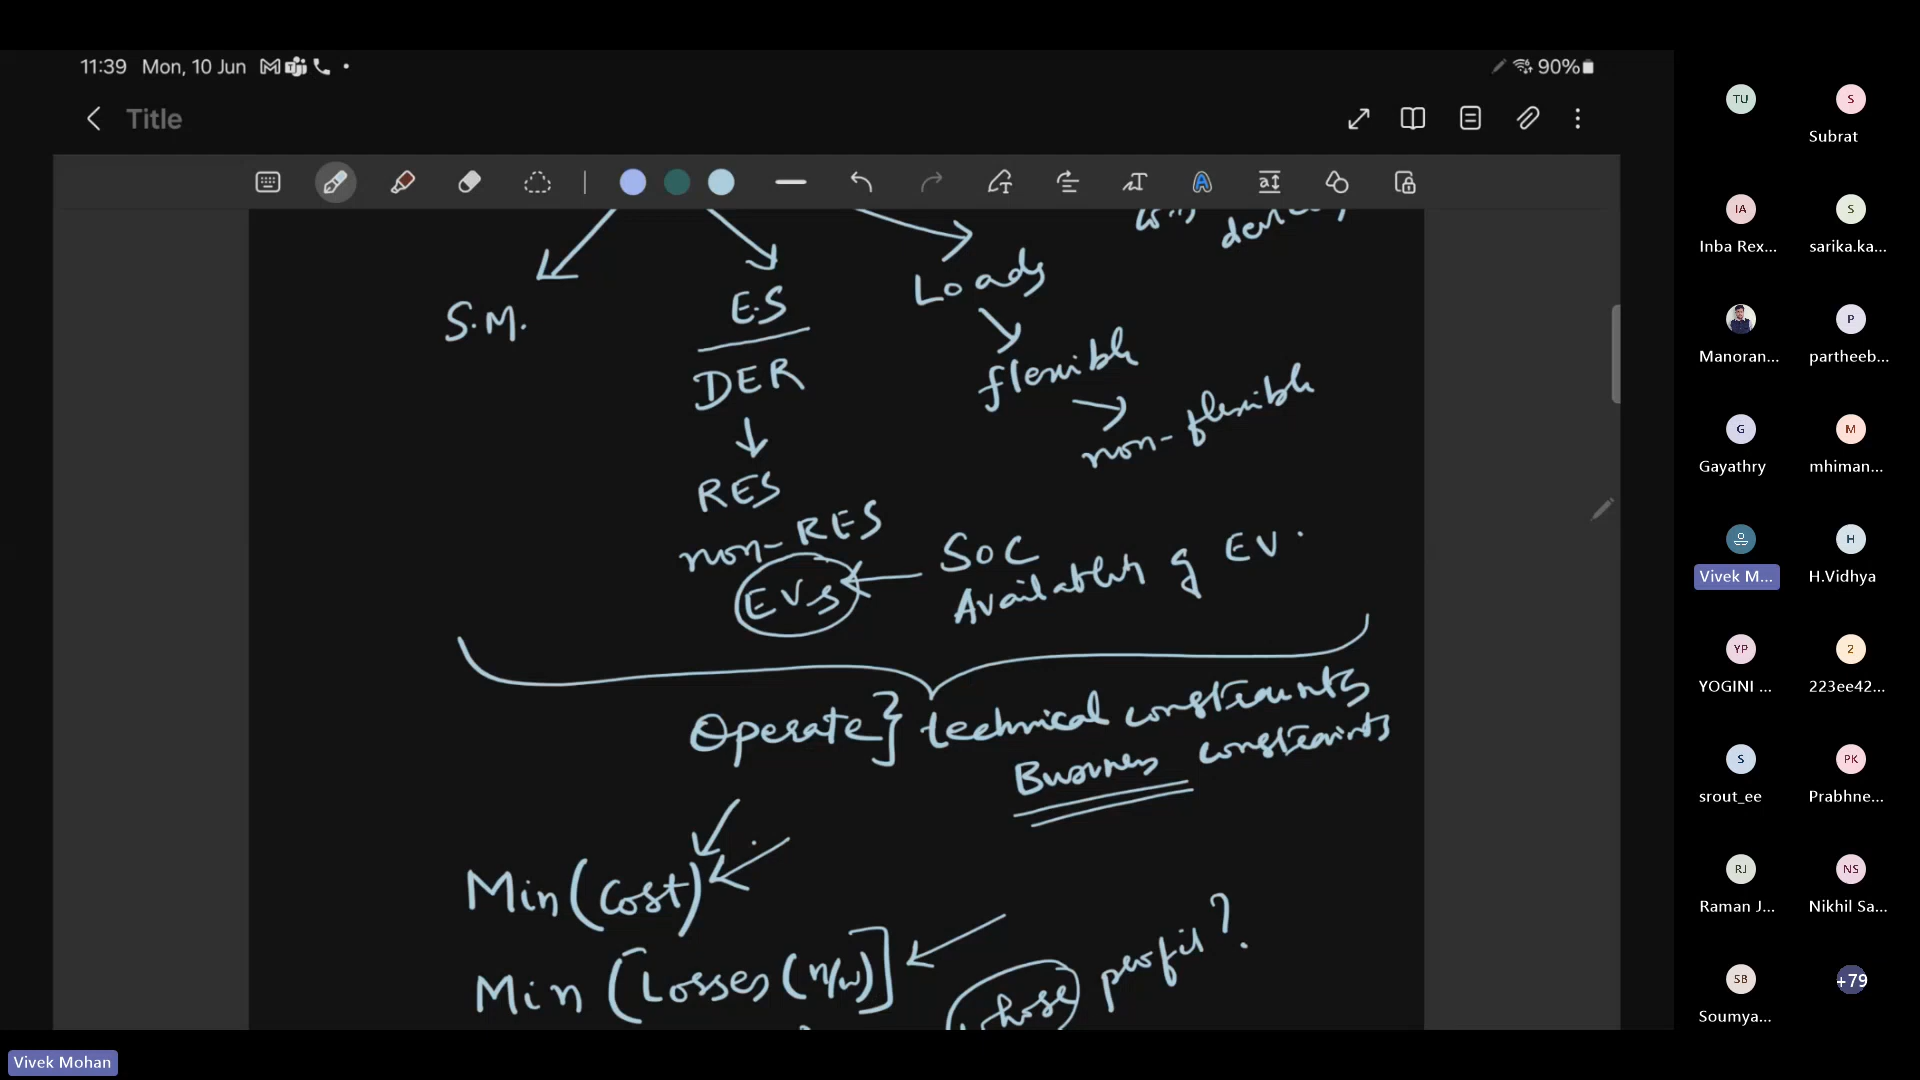 11:39 Mon, 10 Jun
90%
Title
S.M.
E.S
DER
RES
non-RES
EVs
Loads
flexible
non-flexible
SoC
Availability of EV.
Operate} technical constraints
Business constraints
Min (Cost)
Min (Losses (n/w)]
whose profit?
TU
S
Subrat
IA
Inba Rex...
S
sarika.ka...
Manoran...
P
partheeb...
G
Gayathry
M
mhiman...
Vivek M...
H
H.Vidhya
YP
YOGINI ...
2
223ee42...
S
srout_ee
PK
Prabhne...
RJ
Raman J...
NS
Nikhil Sa...
SB
Soumya...
+79
Vivek Mohan